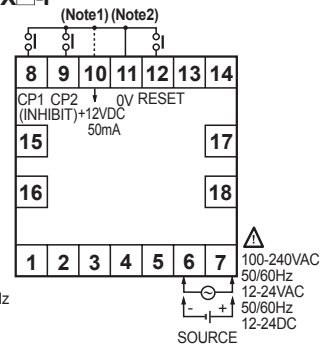 (Note1) (Note2)
8 9 10 11 12 13 14
CP1 CP2 0V RESET
(INHIBIT) +12VDC
50mA
15 17
16 18
1 2 3 4 5 6 7
100-240VAC
50/60Hz
12-24VAC
50/60Hz
12-24DC
- +
SOURCE